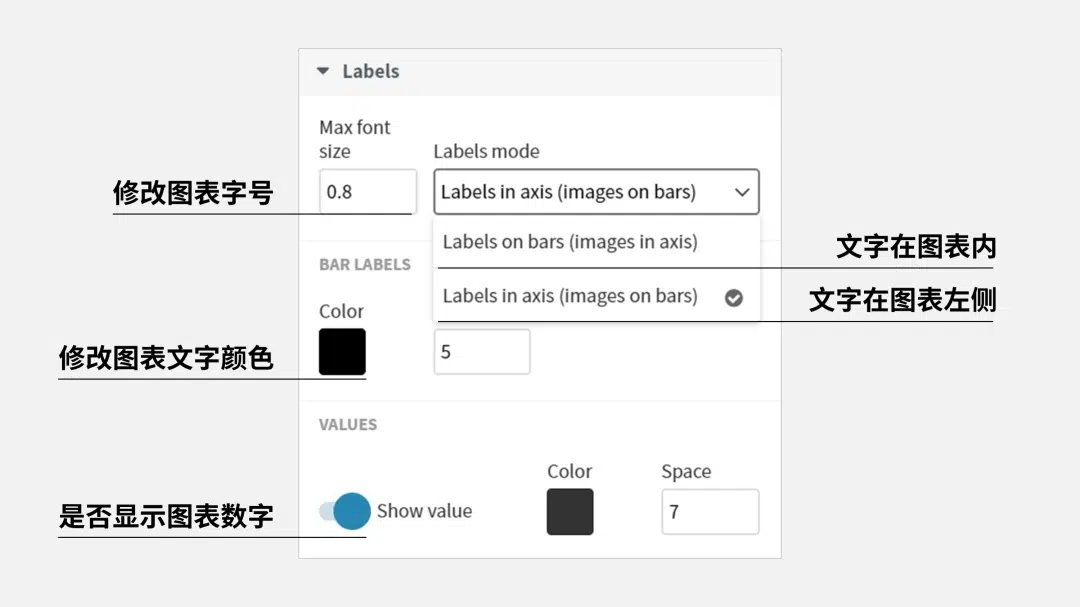 Labels
Max font
size
Labels mode
修改图表字号
0.8
Labels in axis (images on bars)
Labels on bars (images in axis)
文字在图表内
BAR LABELS
Labels in axis (images on bars)
文字在图表左侧
Color
修改图表文字颜色
5
VALUES
Color
Space
是否显示图表数字
Show value
7